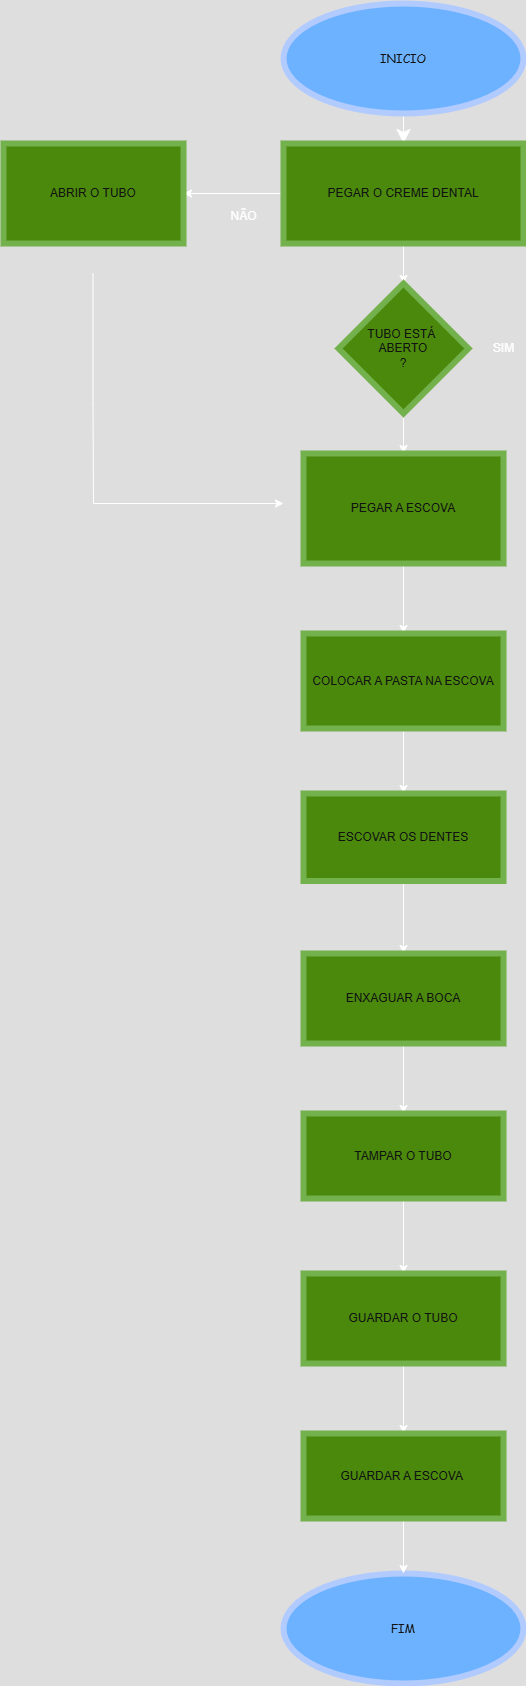 INICIO
ABRIR O TUBO
PEGAR O CREME DENTAL
NÃO
TUBO ESTÁ
ABERTO
?
SIM
PEGAR A ESCOVA
COLOCAR A PASTA NA ESCOVA
ESCOVAR OS DENTES
ENXAGUAR A BOCA
TAMPAR O TUBO
GUARDAR O TUBO
GUARDAR A ESCOVA
FIM